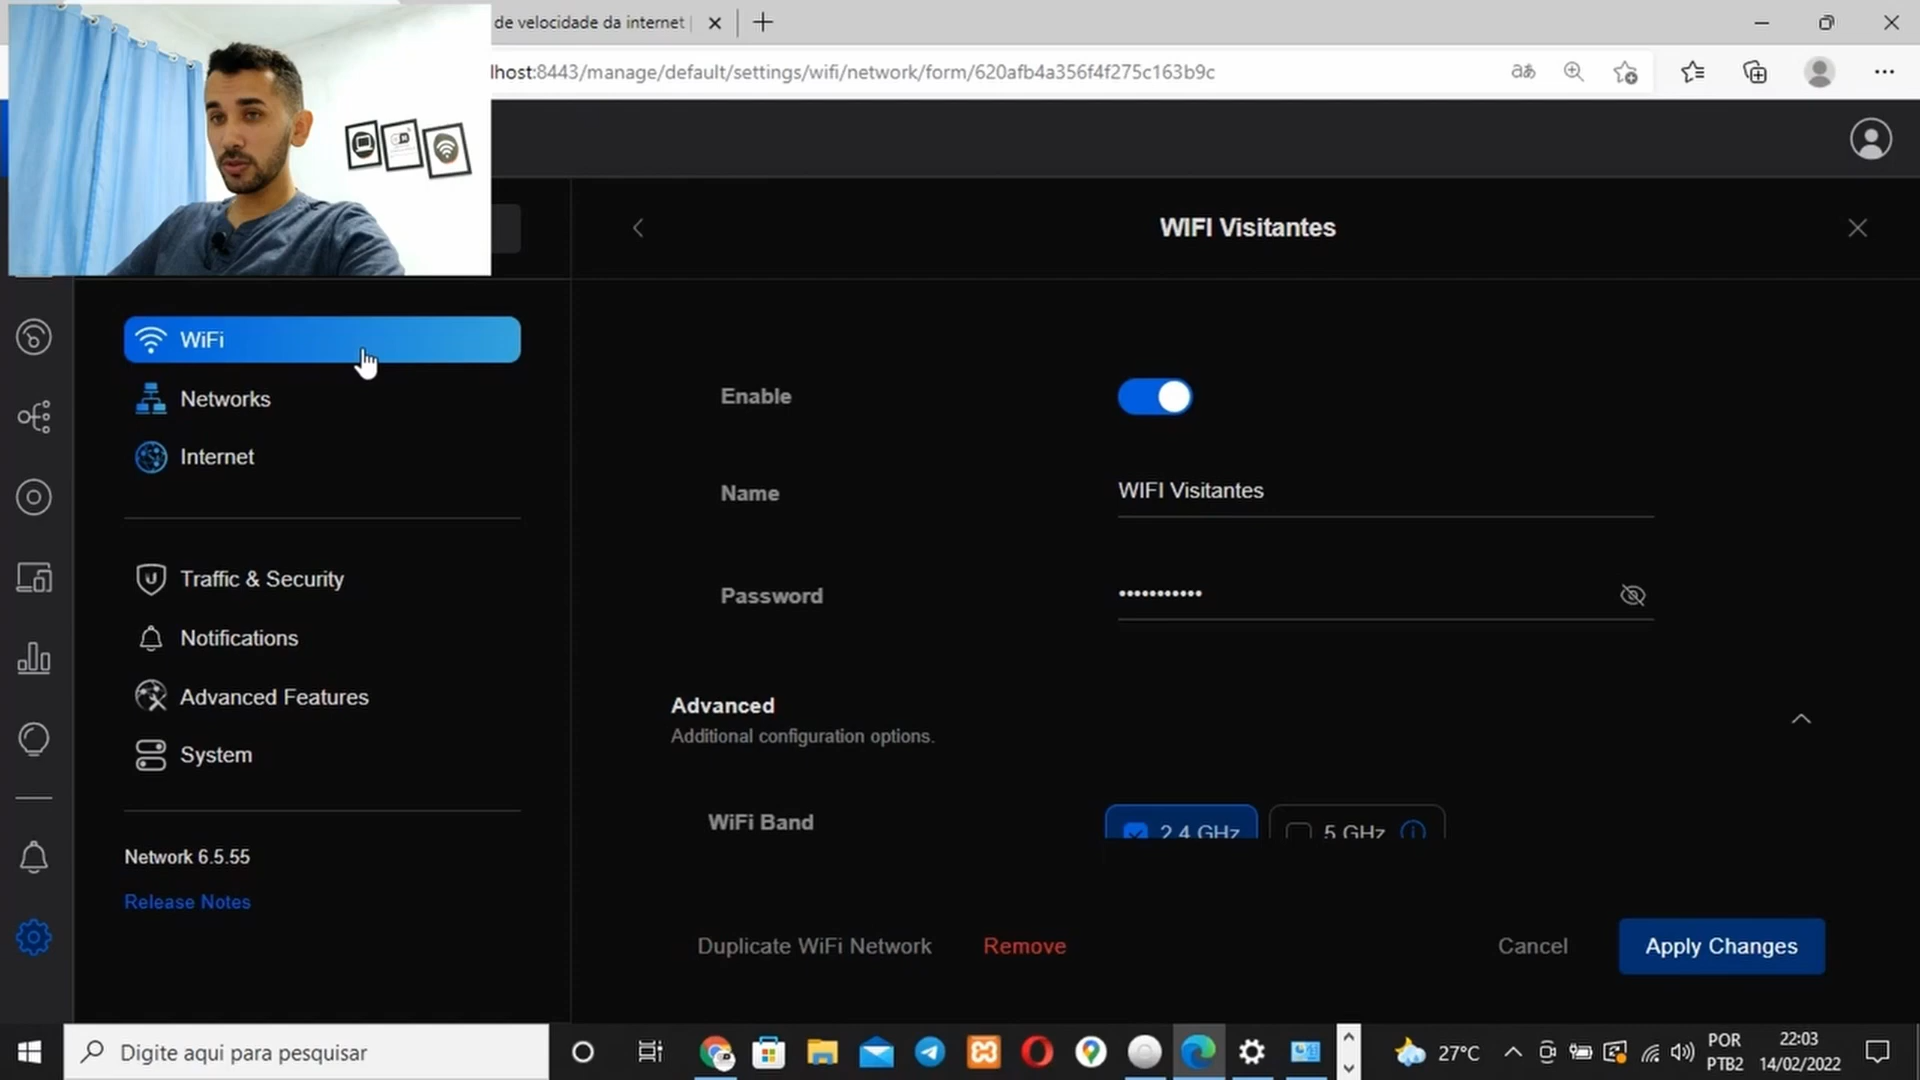 de velocidade da internet
lhost:8443/manage/default/settings/wifi/network/form/620afb4a356f4f275c163b9c
aあ
WIFI Visitantes
WiFi
Networks
Internet
Traffic & Security
Notifications
Advanced Features
System
Network 6.5.55
Release Notes
Enable
Name
WIFI Visitantes
Password
•••••••••••
Advanced
Additional configuration options.
WiFi Band
2.4 GHz
5 GHz
Duplicate WiFi Network
Remove
Cancel
Apply Changes
Digite aqui para pesquisar
27°C
POR
PTB2
22:03
14/02/2022